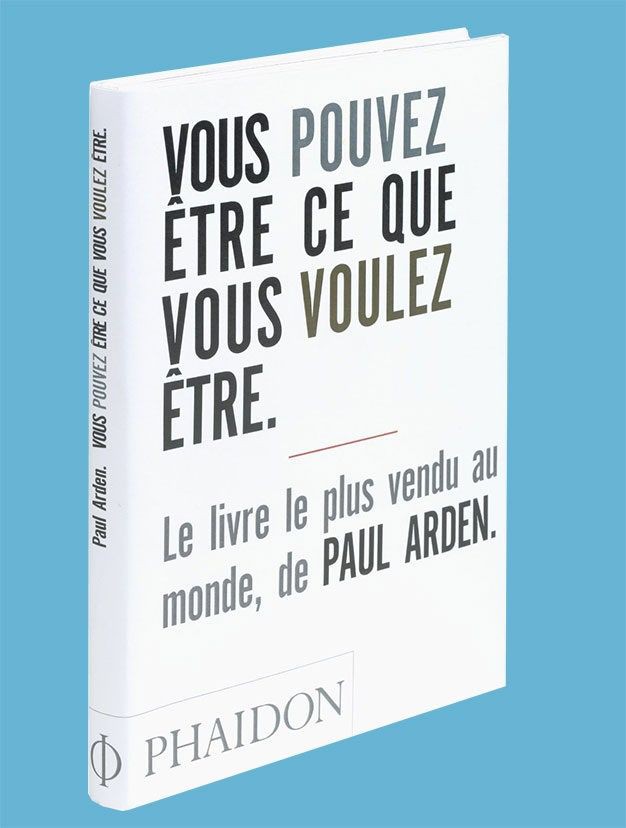 Paul Arden. VOUS POUVEZ ÊTRE CE QUE VOUS VOULEZ ÊTRE.
VOUS POUVEZ
ÊTRE CE QUE
VOUS VOULEZ
ÊTRE.
Le livre le plus vendu au
monde, de PAUL ARDEN.
PHAIDON